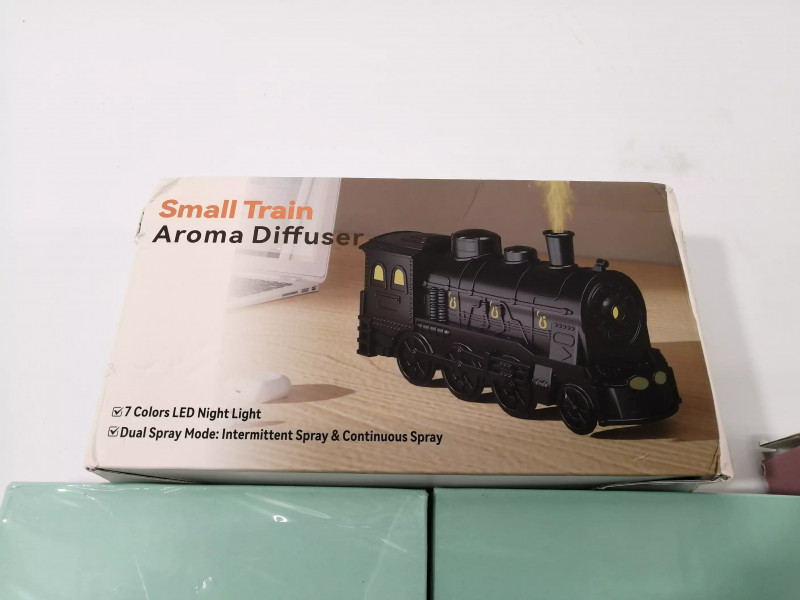 Small Train
Aroma Diffuser
7 Colors LED Night Light
Dual Spray Mode: Intermittent Spray & Continuous Spray